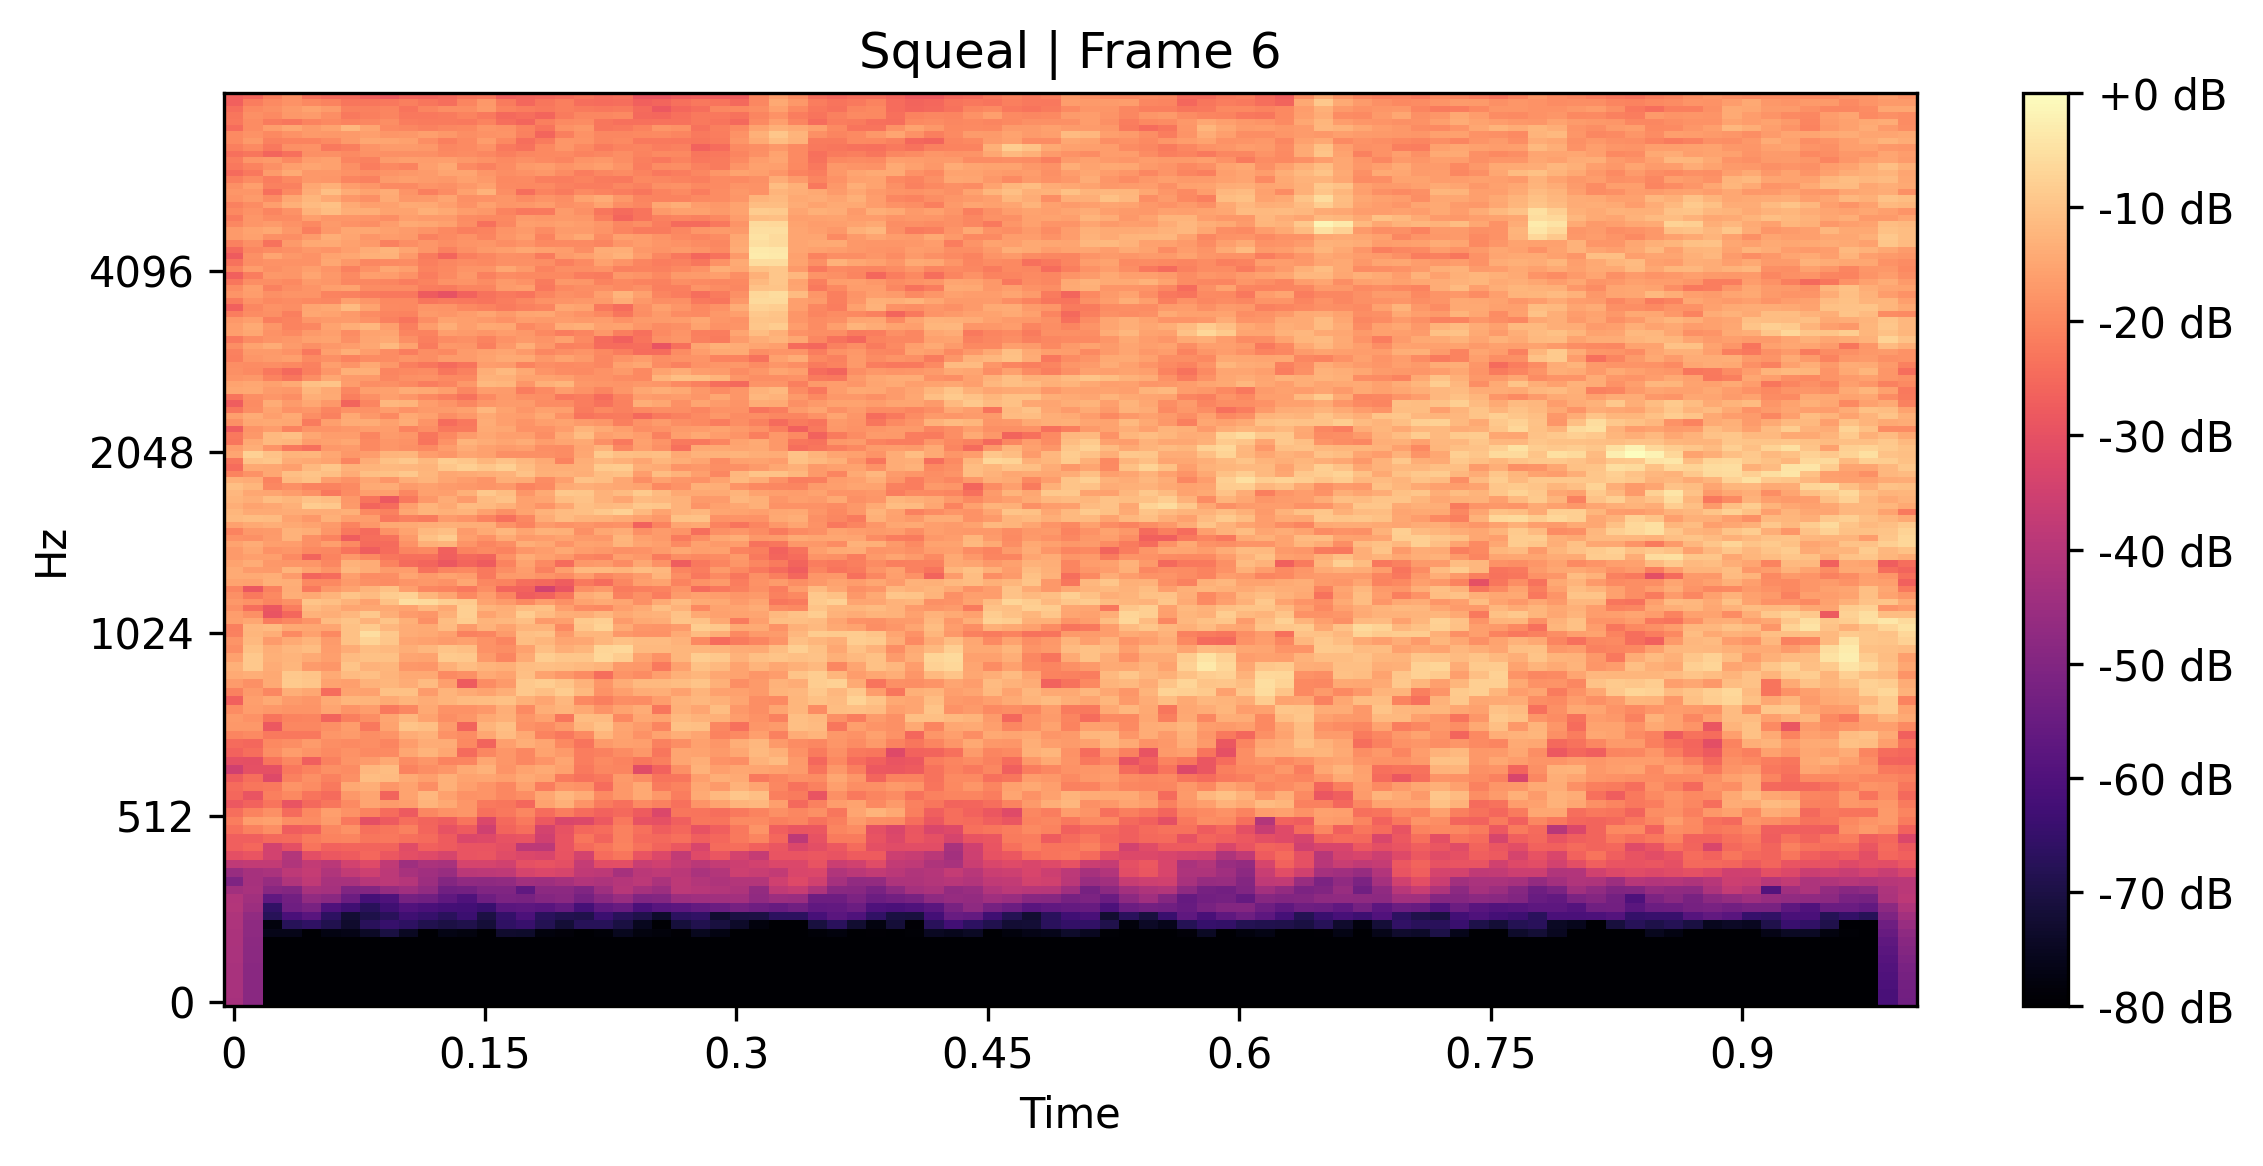 Squeal | Frame 6
+0 dB
-10 dB
-20 dB
-30 dB
-40 dB
-50 dB
-60 dB
-70 dB
-80 dB
Hz
4096
2048
1024
512
0
0 0.15 0.3 0.45 0.6 0.75 0.9
Time